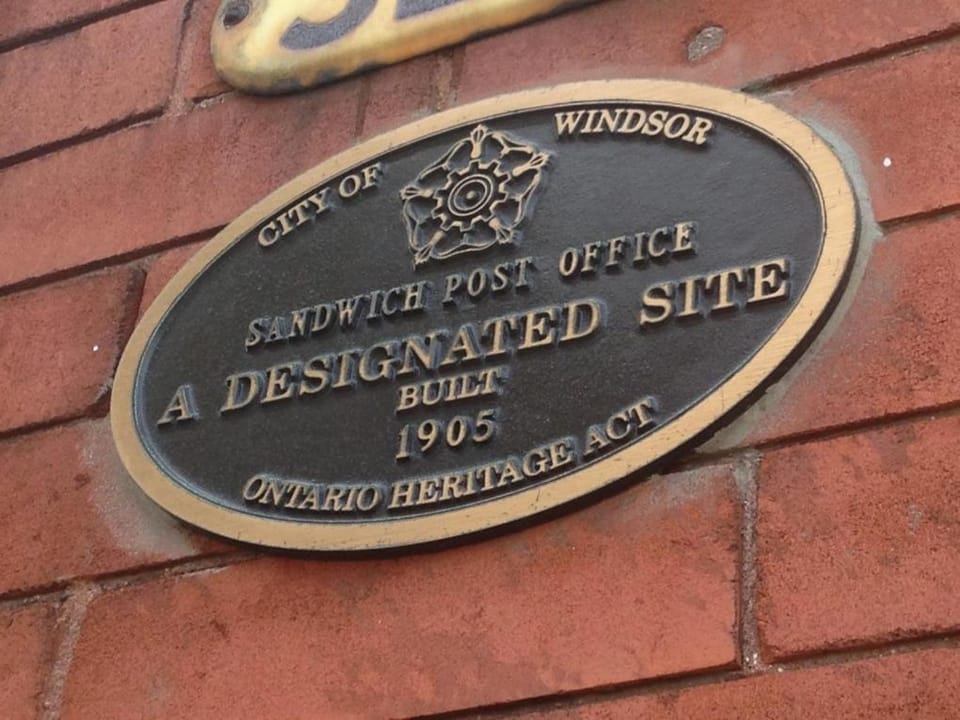 CITY OF WINDSOR
SANDWICH POST OFFICE
A DESIGNATED SITE
BUILT
1905
ONTARIO HERITAGE ACT